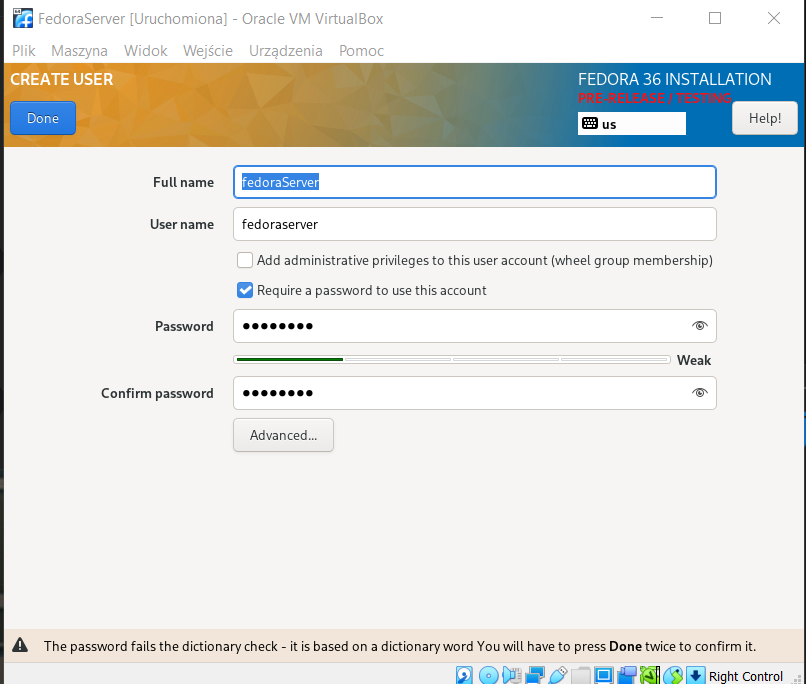 FedoraServer [Uruchomiona] - Oracle VM VirtualBox
Plik Maszyna Widok Wejście Urządzenia Pomoc
CREATE USER
FEDORA 36 INSTALLATION
PRE-RELEASE / TESTING
Done
us
Help!
Full name
fedoraServer
User name
fedoraserver
Add administrative privileges to this user account (wheel group membership)
Require a password to use this account
Password
●●●●●●●●
Weak
Confirm password
●●●●●●●●
Advanced...
The password fails the dictionary check - it is based on a dictionary word You will have to press Done twice to confirm it.
Right Control